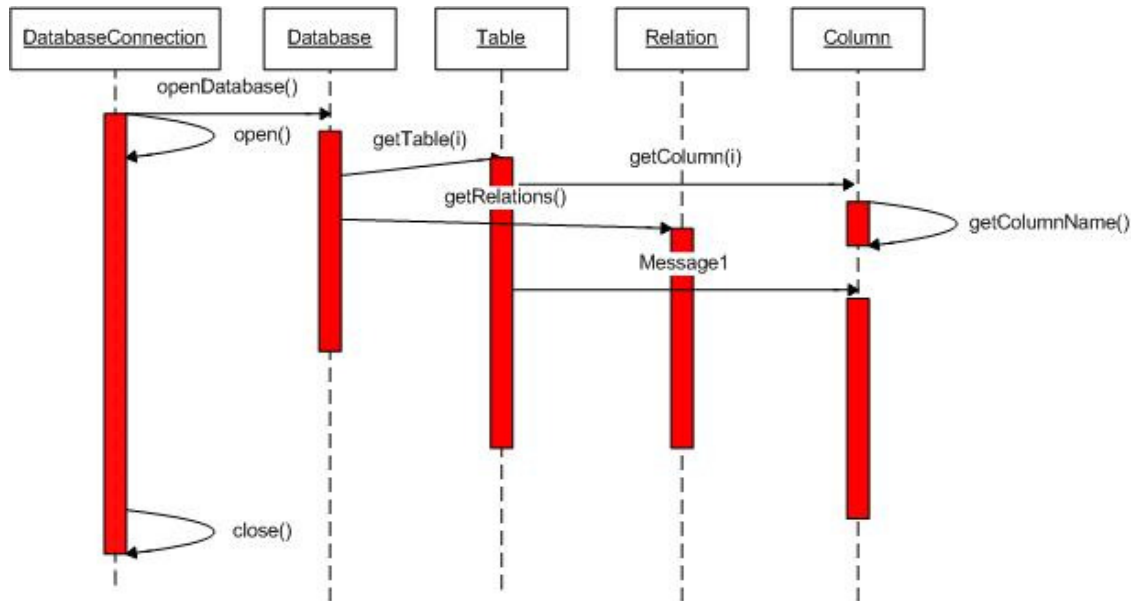 DatabaseConnection
Database
Table
Relation
Column
openDatabase()
open()
getTable(i)
getColumn(i)
getRelations()
getColumnName()
Message1
close()